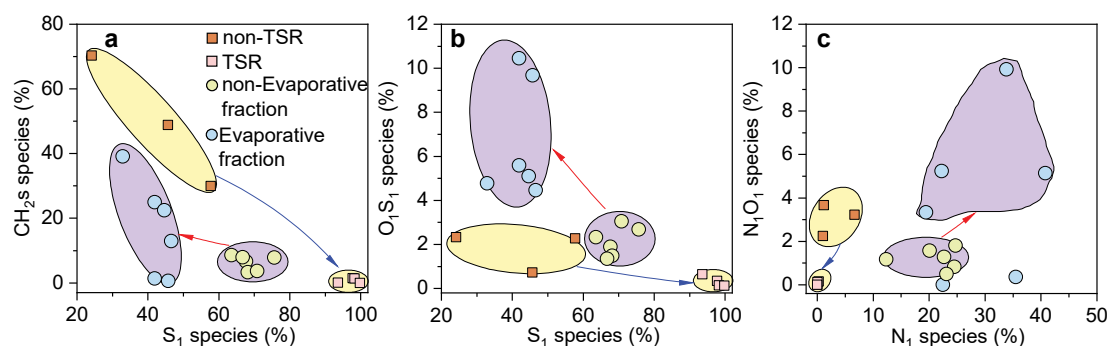 a
80
60
40
20
0
CH₂s species (%)
20
40
60
80
100
S₁ species (%)
non-TSR
TSR
non-Evaporative
fraction
Evaporative
fraction
b
12
10
8
6
4
2
0
O₁S₁ species (%)
20
40
60
80
100
S₁ species (%)
c
12
10
8
6
4
2
0
N₁O₁ species (%)
0
10
20
30
40
50
N₁ species (%)